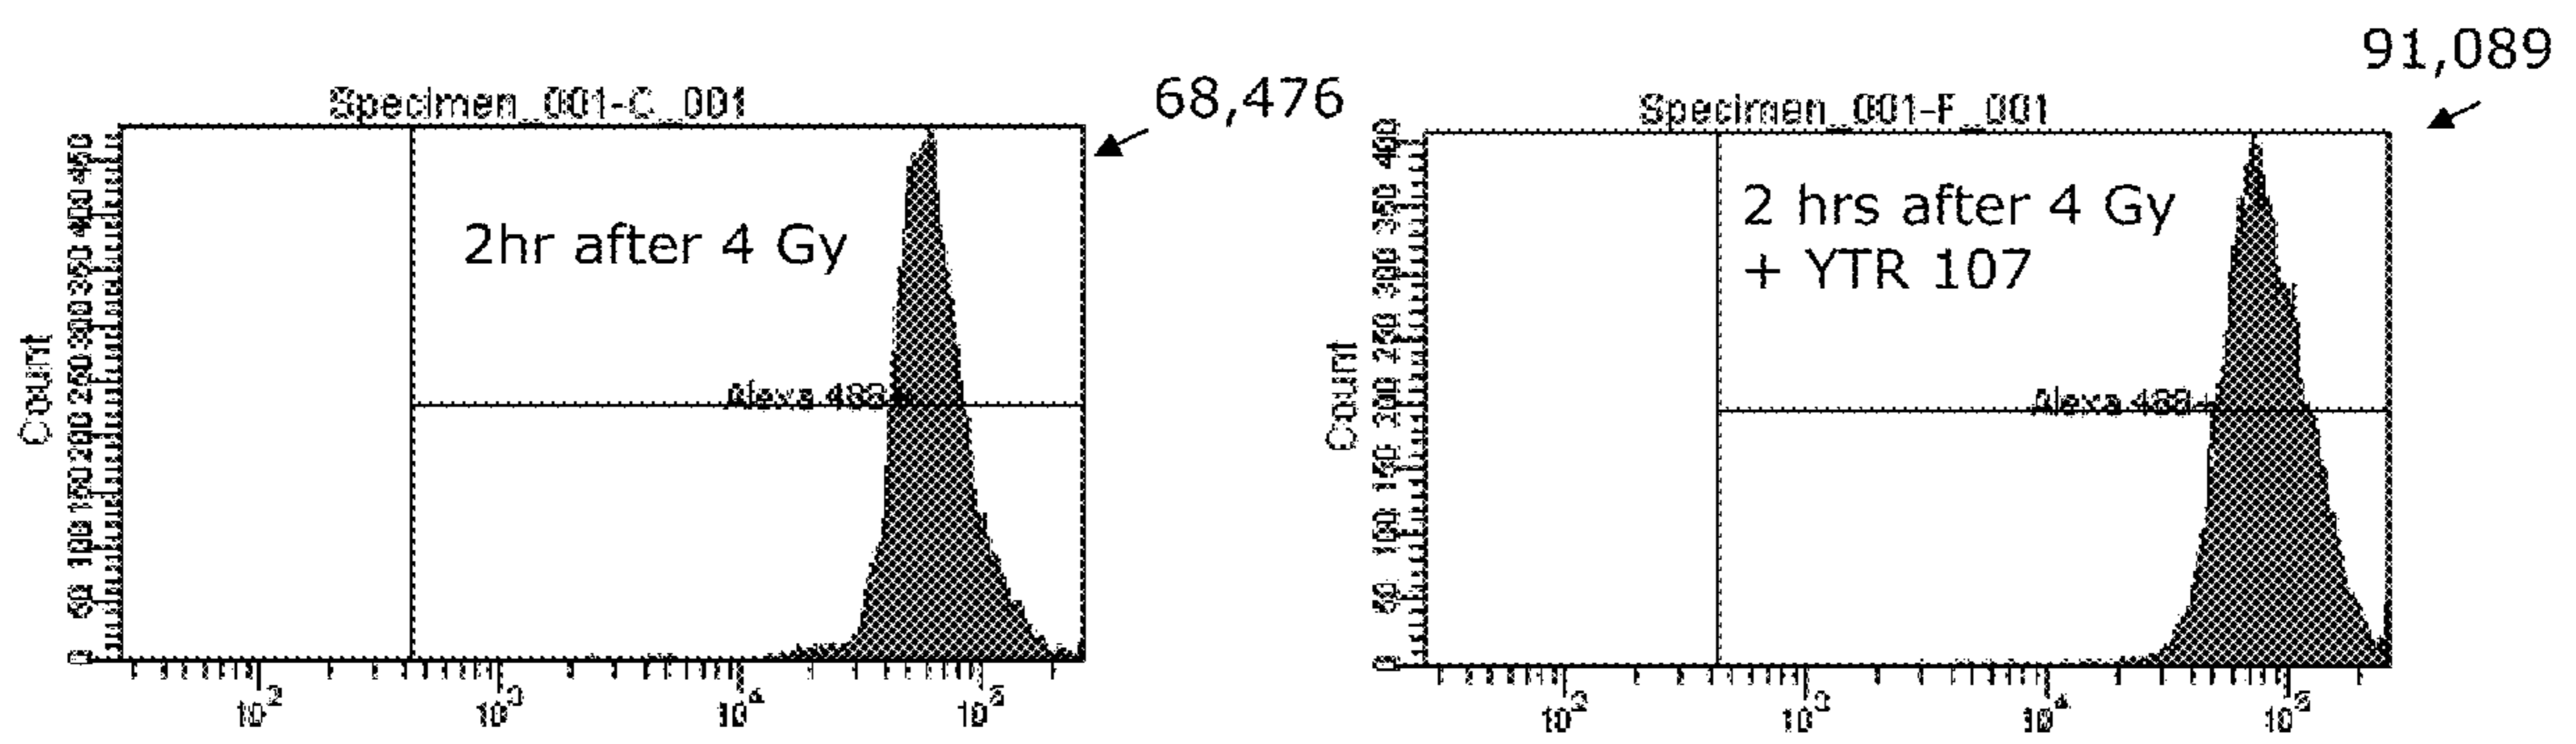 Specimen_001-C_001
68,476
2hr after 4 Gy
Alexa 488+
Count
0 50 100 150 200 250 300 350 400 450
10^2 10^3 10^4 10^5
91,089
Specimen_001-F_001
2 hrs after 4 Gy
+ YTR 107
Alexa 488+
Count
0 50 100 150 200 250 300 350 400
10^2 10^3 10^4 10^5